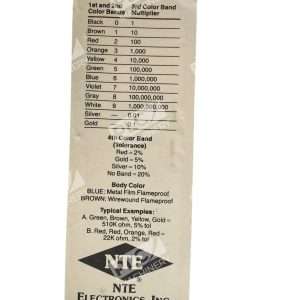 1st and 2nd 3rd Color Band
Color Bands Multiplier
Black 0 1
Brown 1 10
Red 2 100
Orange 3 1,000
Yellow 4 10,000
Green 5 100,000
Blue 6 1,000,000
Violet 7 10,000,000
Gray 8 100,000,000
White 9 1,000,000,000
Silver — 0.01
Gold — 0.1
4th Color Band
(tolerance)
Red = 2%
Gold = 5%
Silver = 10%
No Band = 20%
Body Color
BLUE: Metal Film Flameproof
BROWN: Wirewound Flameproof
Typical Examples:
A. Green, Brown, Yellow, Gold =
510K Ohm, 5% tol
B. Red, Red, Orange, Red =
22K ohm, 2% tol
NTE
NTE
ELECTRONICS, INC.